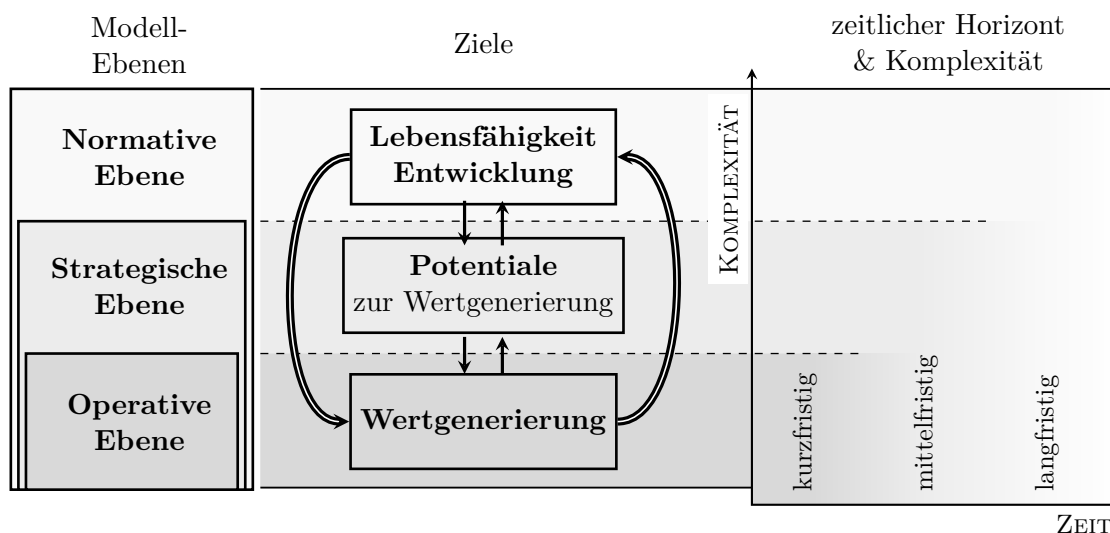 Modell-
Ebenen
Ziele
zeitlicher Horizont
& Komplexität
Normative
Ebene
Strategische
Ebene
Operative
Ebene
Lebensfähigkeit
Entwicklung
Potentiale
zur Wertgenerierung
Wertgenerierung
KOMPLEXITÄT
kurzfristig
mittelfristig
langfristig
ZEIT